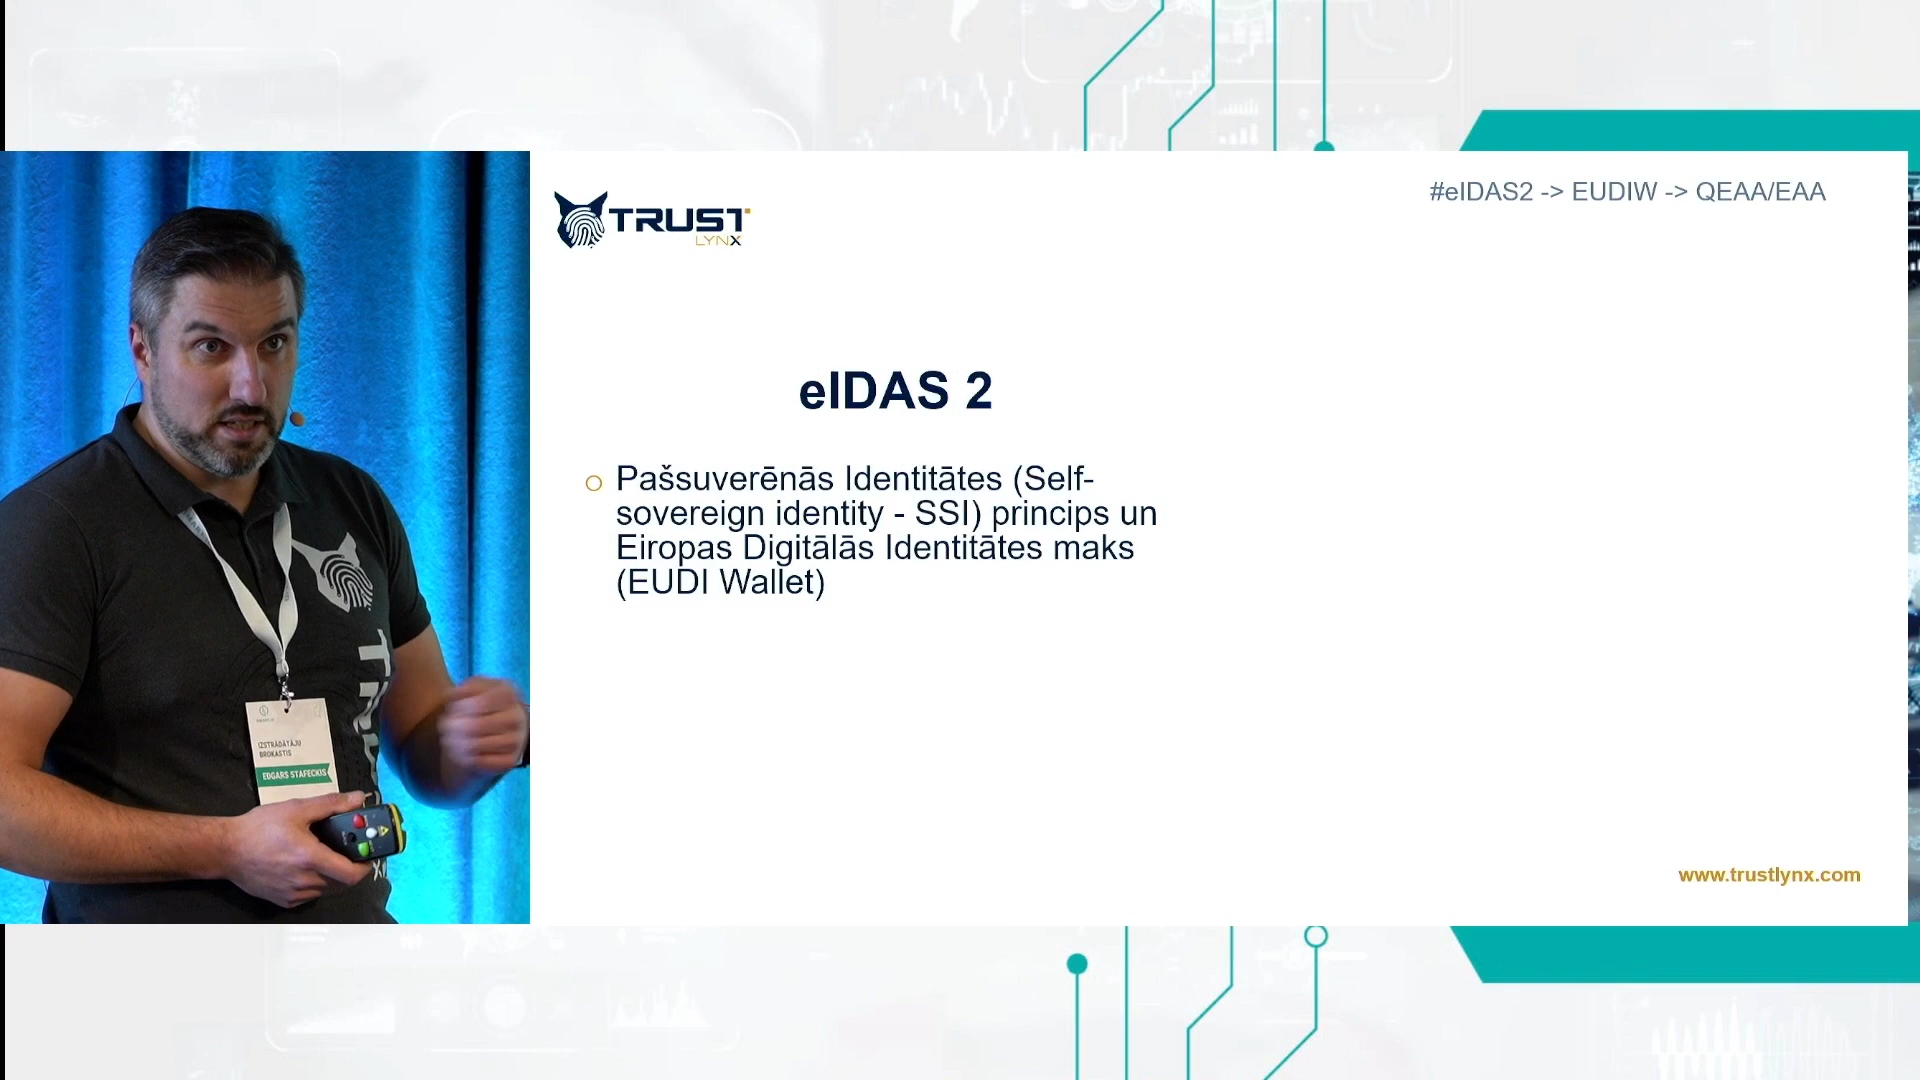 #eIDAS2 -> EUDIW -> QEAA/EAA
TRUST
LYNX
eIDAS 2
Pašsuverēnās Identitātes (Self-
sovereign identity - SSI) princips un
Eiropas Digitālās Identitātes maks
(EUDI Wallet)
www.trustlynx.com
IZSTRĀDĀTĀJU
BROKASTIS
EDGARS STAFECKIS